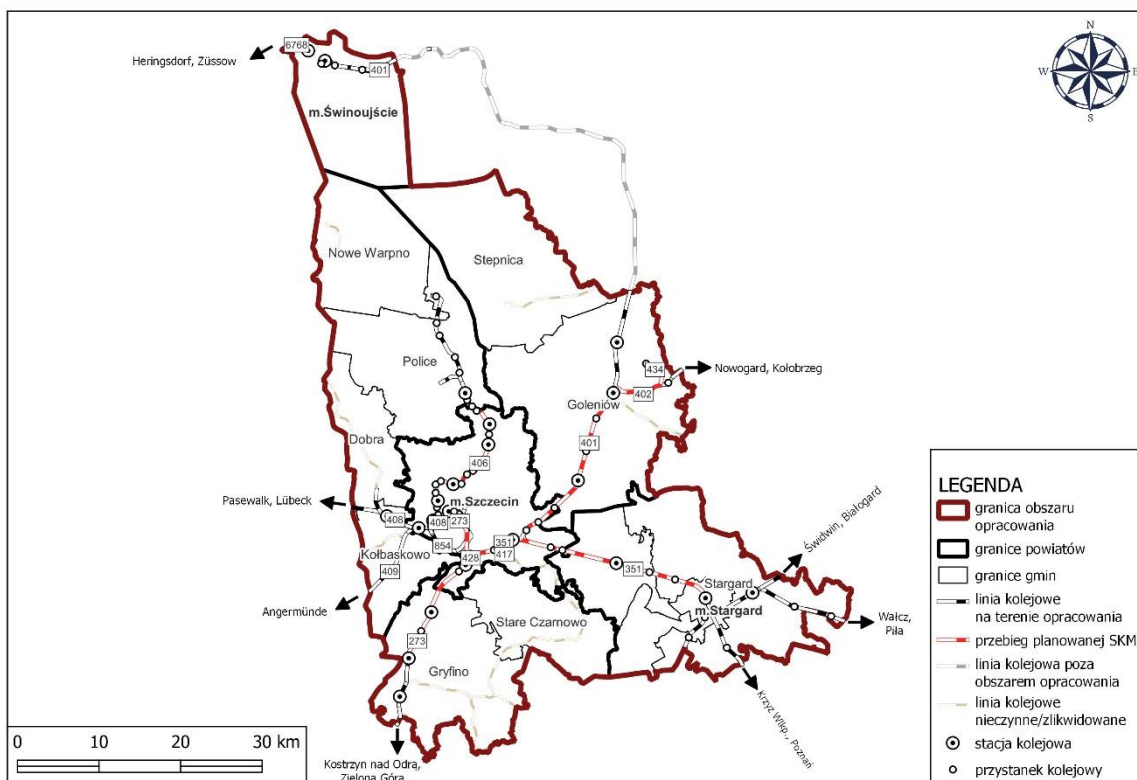 N
W
E
S
6768
Heringsdorf, Züssow
401
m.Świnoujście
Nowe Warpno
Stepnica
Police
434
Nowogard, Kołobrzeg
402
Goleniów
Dobra
401
406
Pasewalk, Lübeck
m.Szczecin
408
408
273
351
417
854
428
Kołbaskowo
409
351
Świdwin, Białogard
Stargard
m.Stargard
Angermünde
Stare Czarnowo
Wałcz,
Piła
273
Gryfino
Krzyż Wlkp., Poznań
Kostrzyn nad Odrą,
Zielona Góra
0 10 20 30 km
LEGENDA
granica obszaru
opracowania
granice powiatów
granice gmin
linia kolejowe
na terenie opracowania
przebieg planowanej SKM
linia kolejowa poza
obszarem opracowania
linia kolejowe
nieczynne/zlikwidowane
stacja kolejowa
przystanek kolejowy